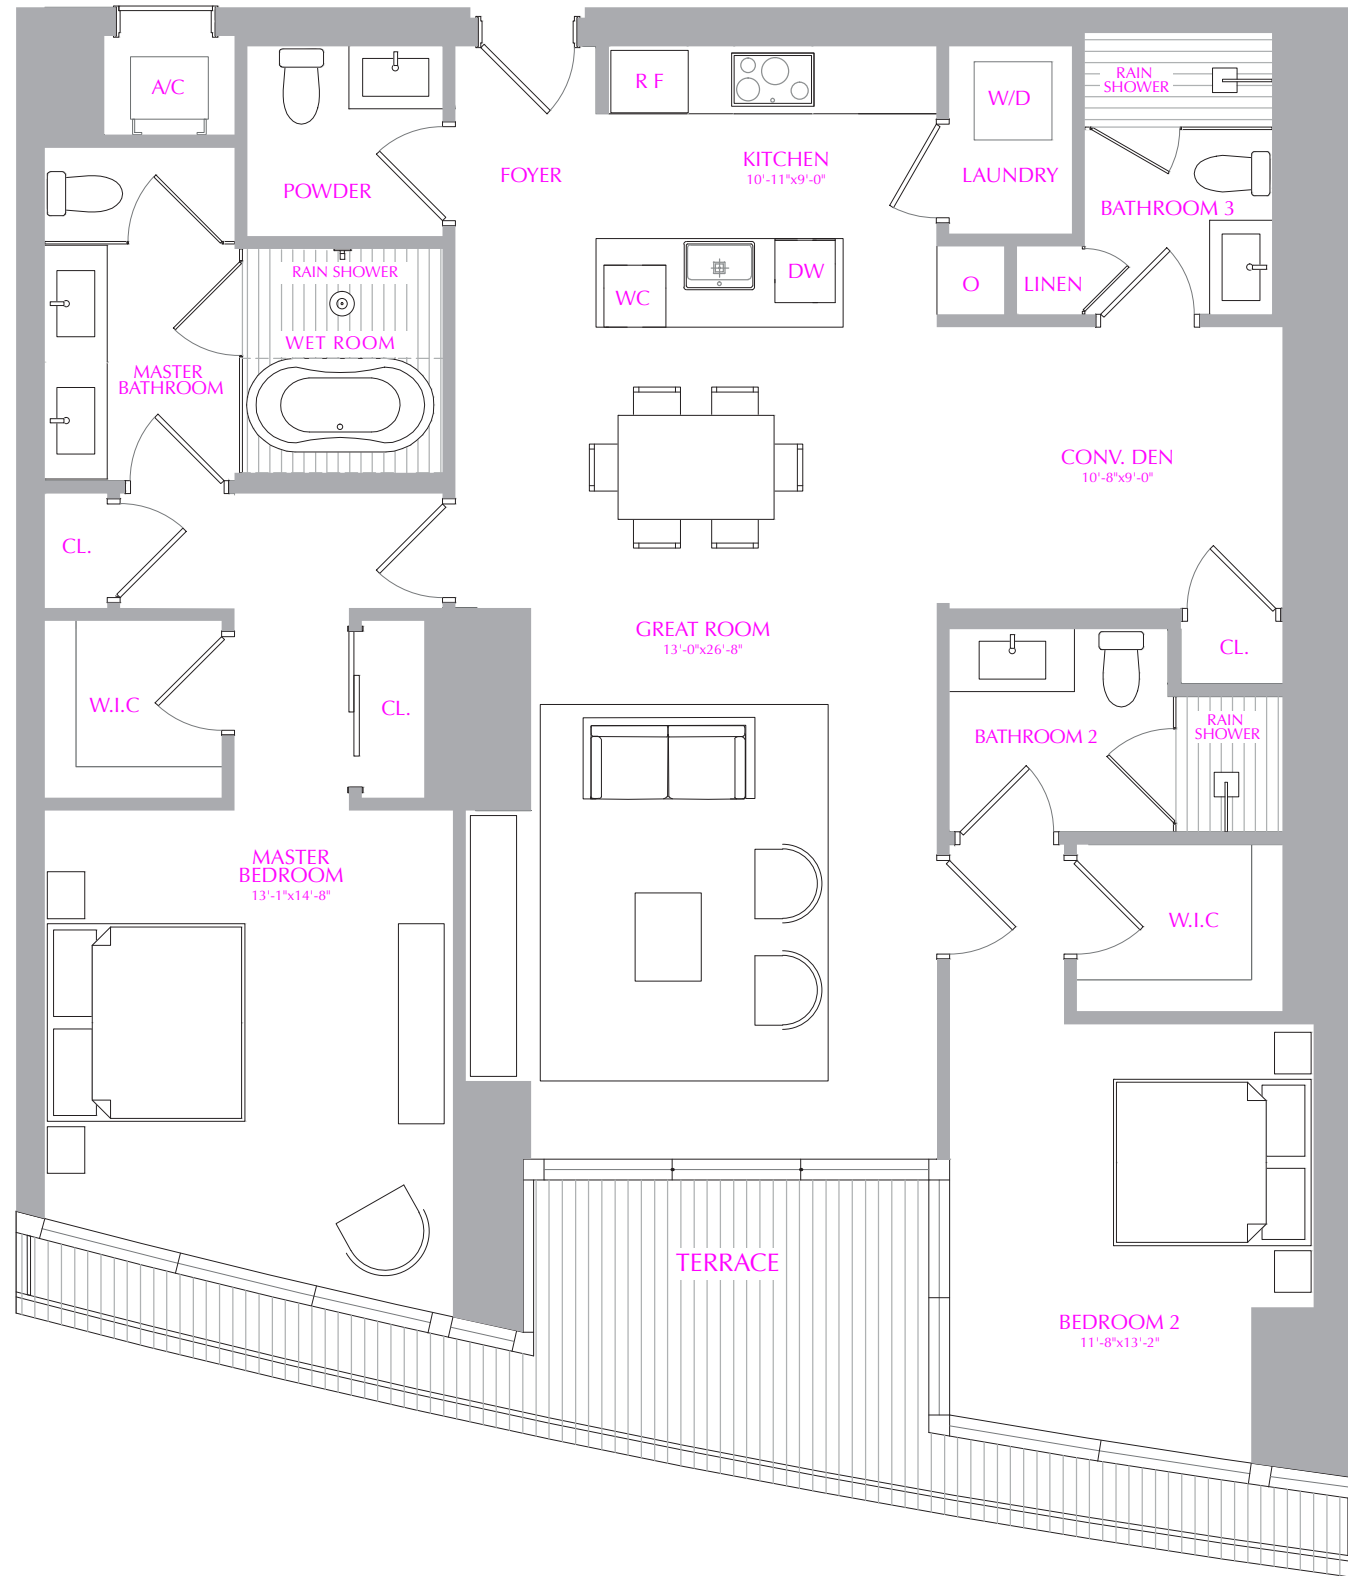 A/C
R F
W/D
RAIN
SHOWER
POWDER
FOYER
KITCHEN
10'-11"x9'-0"
LAUNDRY
BATHROOM 3
RAIN SHOWER
WET ROOM
WC
DW
O
LINEN
MASTER
BATHROOM
CONV. DEN
10'-8"x9'-0"
CL.
GREAT ROOM
13'-0"x26'-8"
CL.
W.I.C
CL.
BATHROOM 2
RAIN
SHOWER
MASTER
BEDROOM
13'-1"x14'-8"
W.I.C
TERRACE
BEDROOM 2
11'-8"x13'-2"